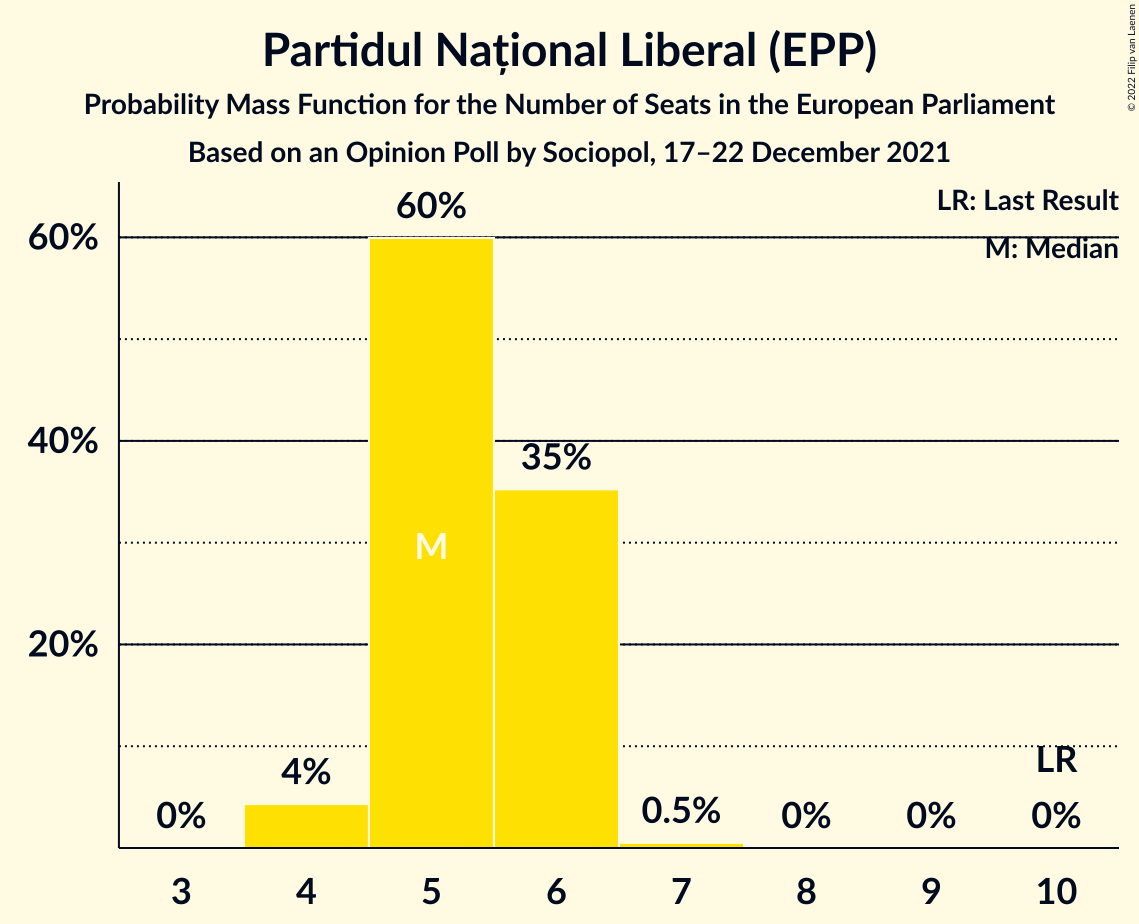 Partidul Național Liberal (EPP)
Probability Mass Function for the Number of Seats in the European Parliament
Based on an Opinion Poll by Sociopol, 17–22 December 2021
© 2022 Filip van Laenen
LR: Last Result
M: Median
60%
40%
20%
0%
4%
60%
M
35%
0.5%
0%
0%
LR
0%
3 4 5 6 7 8 9 10